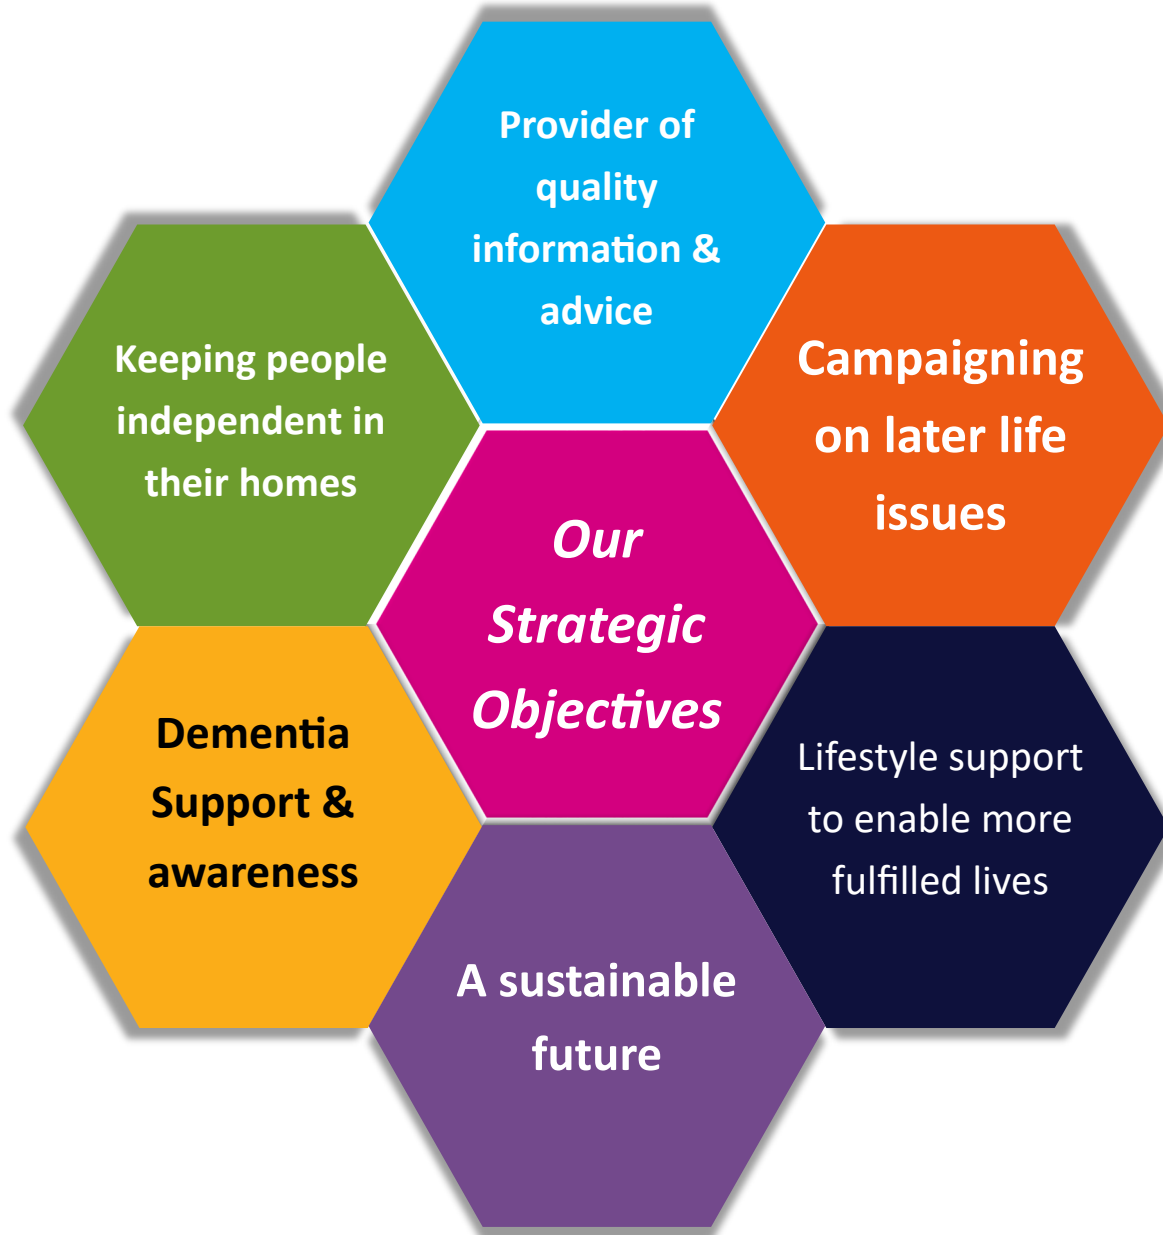 Provider of
quality
information &
advice
Keeping people
independent in
their homes
Campaigning
on later life
issues
Our
Strategic
Objectives
Dementia
Support &
awareness
Lifestyle support
to enable more
fulfilled lives
A sustainable
future